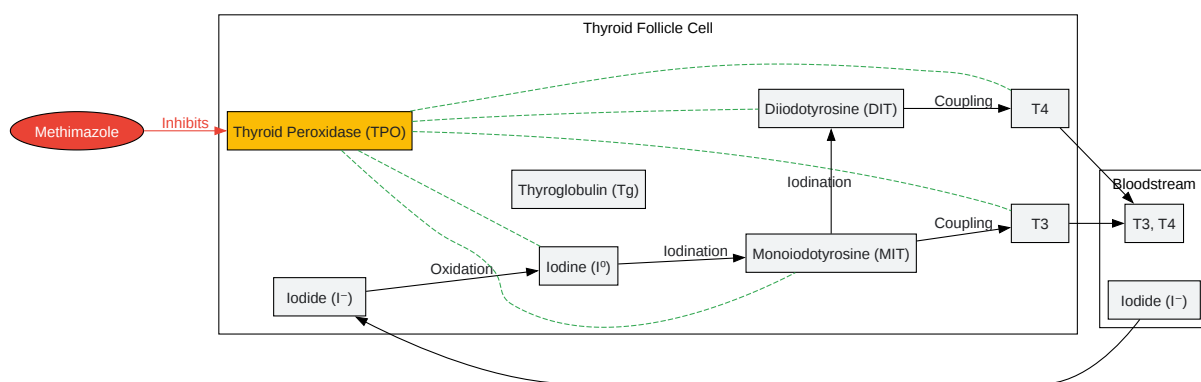 Thyroid Follicle Cell
Methimazole
Inhibits
Thyroid Peroxidase (TPO)
Diiodotyrosine (DIT)
Coupling
T4
Thyroglobulin (Tg)
Iodination
Bloodstream
T3, T4
Iodide (I⁻)
Oxidation
Iodine (I⁰)
Iodination
Monoiodotyrosine (MIT)
Coupling
T3
Iodide (I⁻)